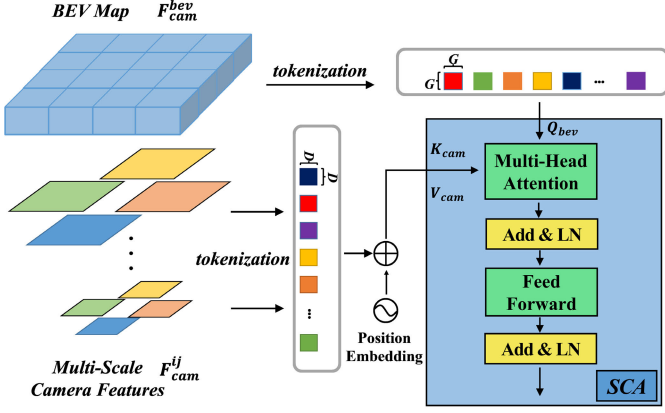 BEV Map F_cam^bev
tokenization
G
G
...
Q_bev
K_cam
V_cam
Multi-Head
Attention
Add & LN
Feed
Forward
Add & LN
SCA
D
D
tokenization
...
Position
Embedding
Multi-Scale F_cam^ij
Camera Features